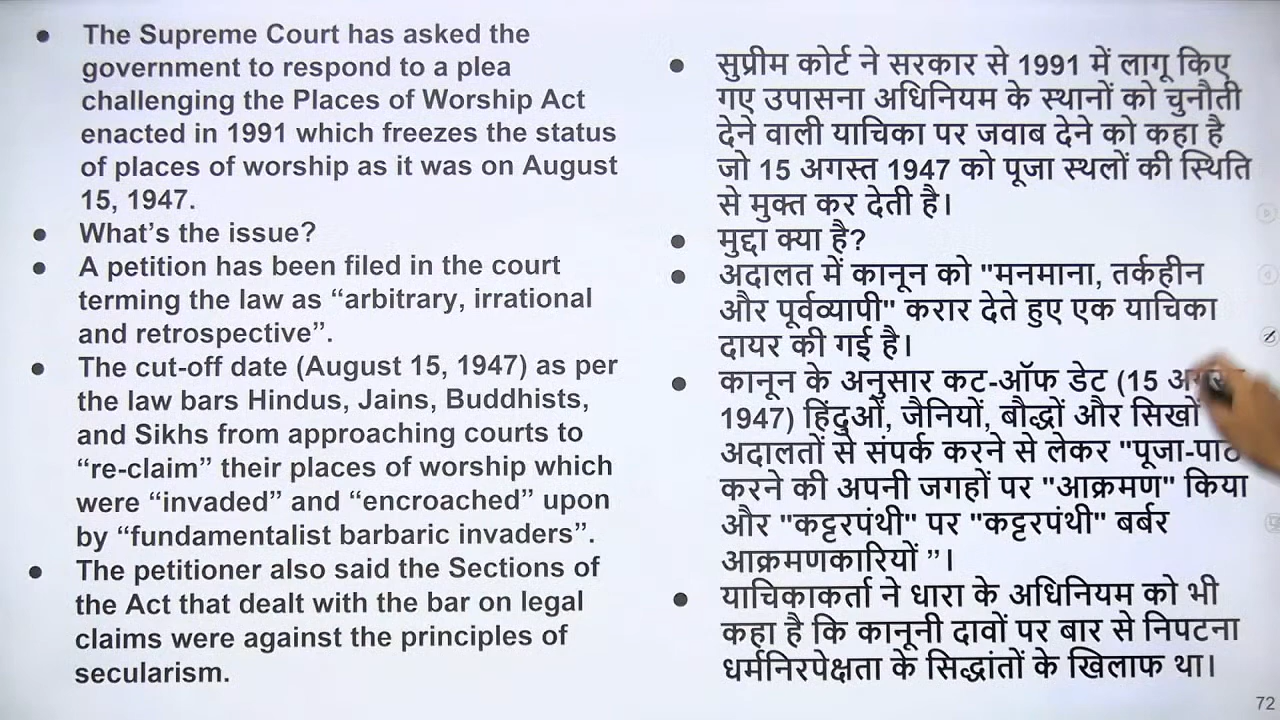 The Supreme Court has asked the
government to respond to a plea
challenging the Places of Worship Act
enacted in 1991 which freezes the status
of places of worship as it was on August
15, 1947.
What's the issue?
A petition has been filed in the court
terming the law as “arbitrary, irrational
and retrospective”.
The cut-off date (August 15, 1947) as per
the law bars Hindus, Jains, Buddhists,
and Sikhs from approaching courts to
“re-claim” their places of worship which
were “invaded” and “encroached” upon
by “fundamentalist barbaric invaders”.
The petitioner also said the Sections of
the Act that dealt with the bar on legal
claims were against the principles of
secularism.
सुप्रीम कोर्ट ने सरकार से 1991 में लागू किए
गए उपासना अधिनियम के स्थानों को चुनौती
देने वाली याचिका पर जवाब देने को कहा है
जो 15 अगस्त 1947 को पूजा स्थलों की स्थिति
से मुक्त कर देती है।
मुद्दा क्या है?
अदालत में कानून को "मनमाना, तर्कहीन
और पूर्वव्यापी" करार देते हुए एक याचिका
दायर की गई है।
कानून के अनुसार कट-ऑफ डेट (15
1947) हिंदुओं, जैनियों, बौद्धों और सिखों
अदालतों से संपर्क करने से लेकर "पूजा-पाठ
करने की अपनी जगहों पर "आक्रमण" किया
और "कट्टरपंथी" पर "कट्टरपंथी" बर्बर
आक्रमणकारियों ”।
याचिकाकर्ता ने धारा के अधिनियम को भी
कहा है कि कानूनी दावों पर बार से निपटना
धर्मनिरपेक्षता के सिद्धांतों के खिलाफ था।
72